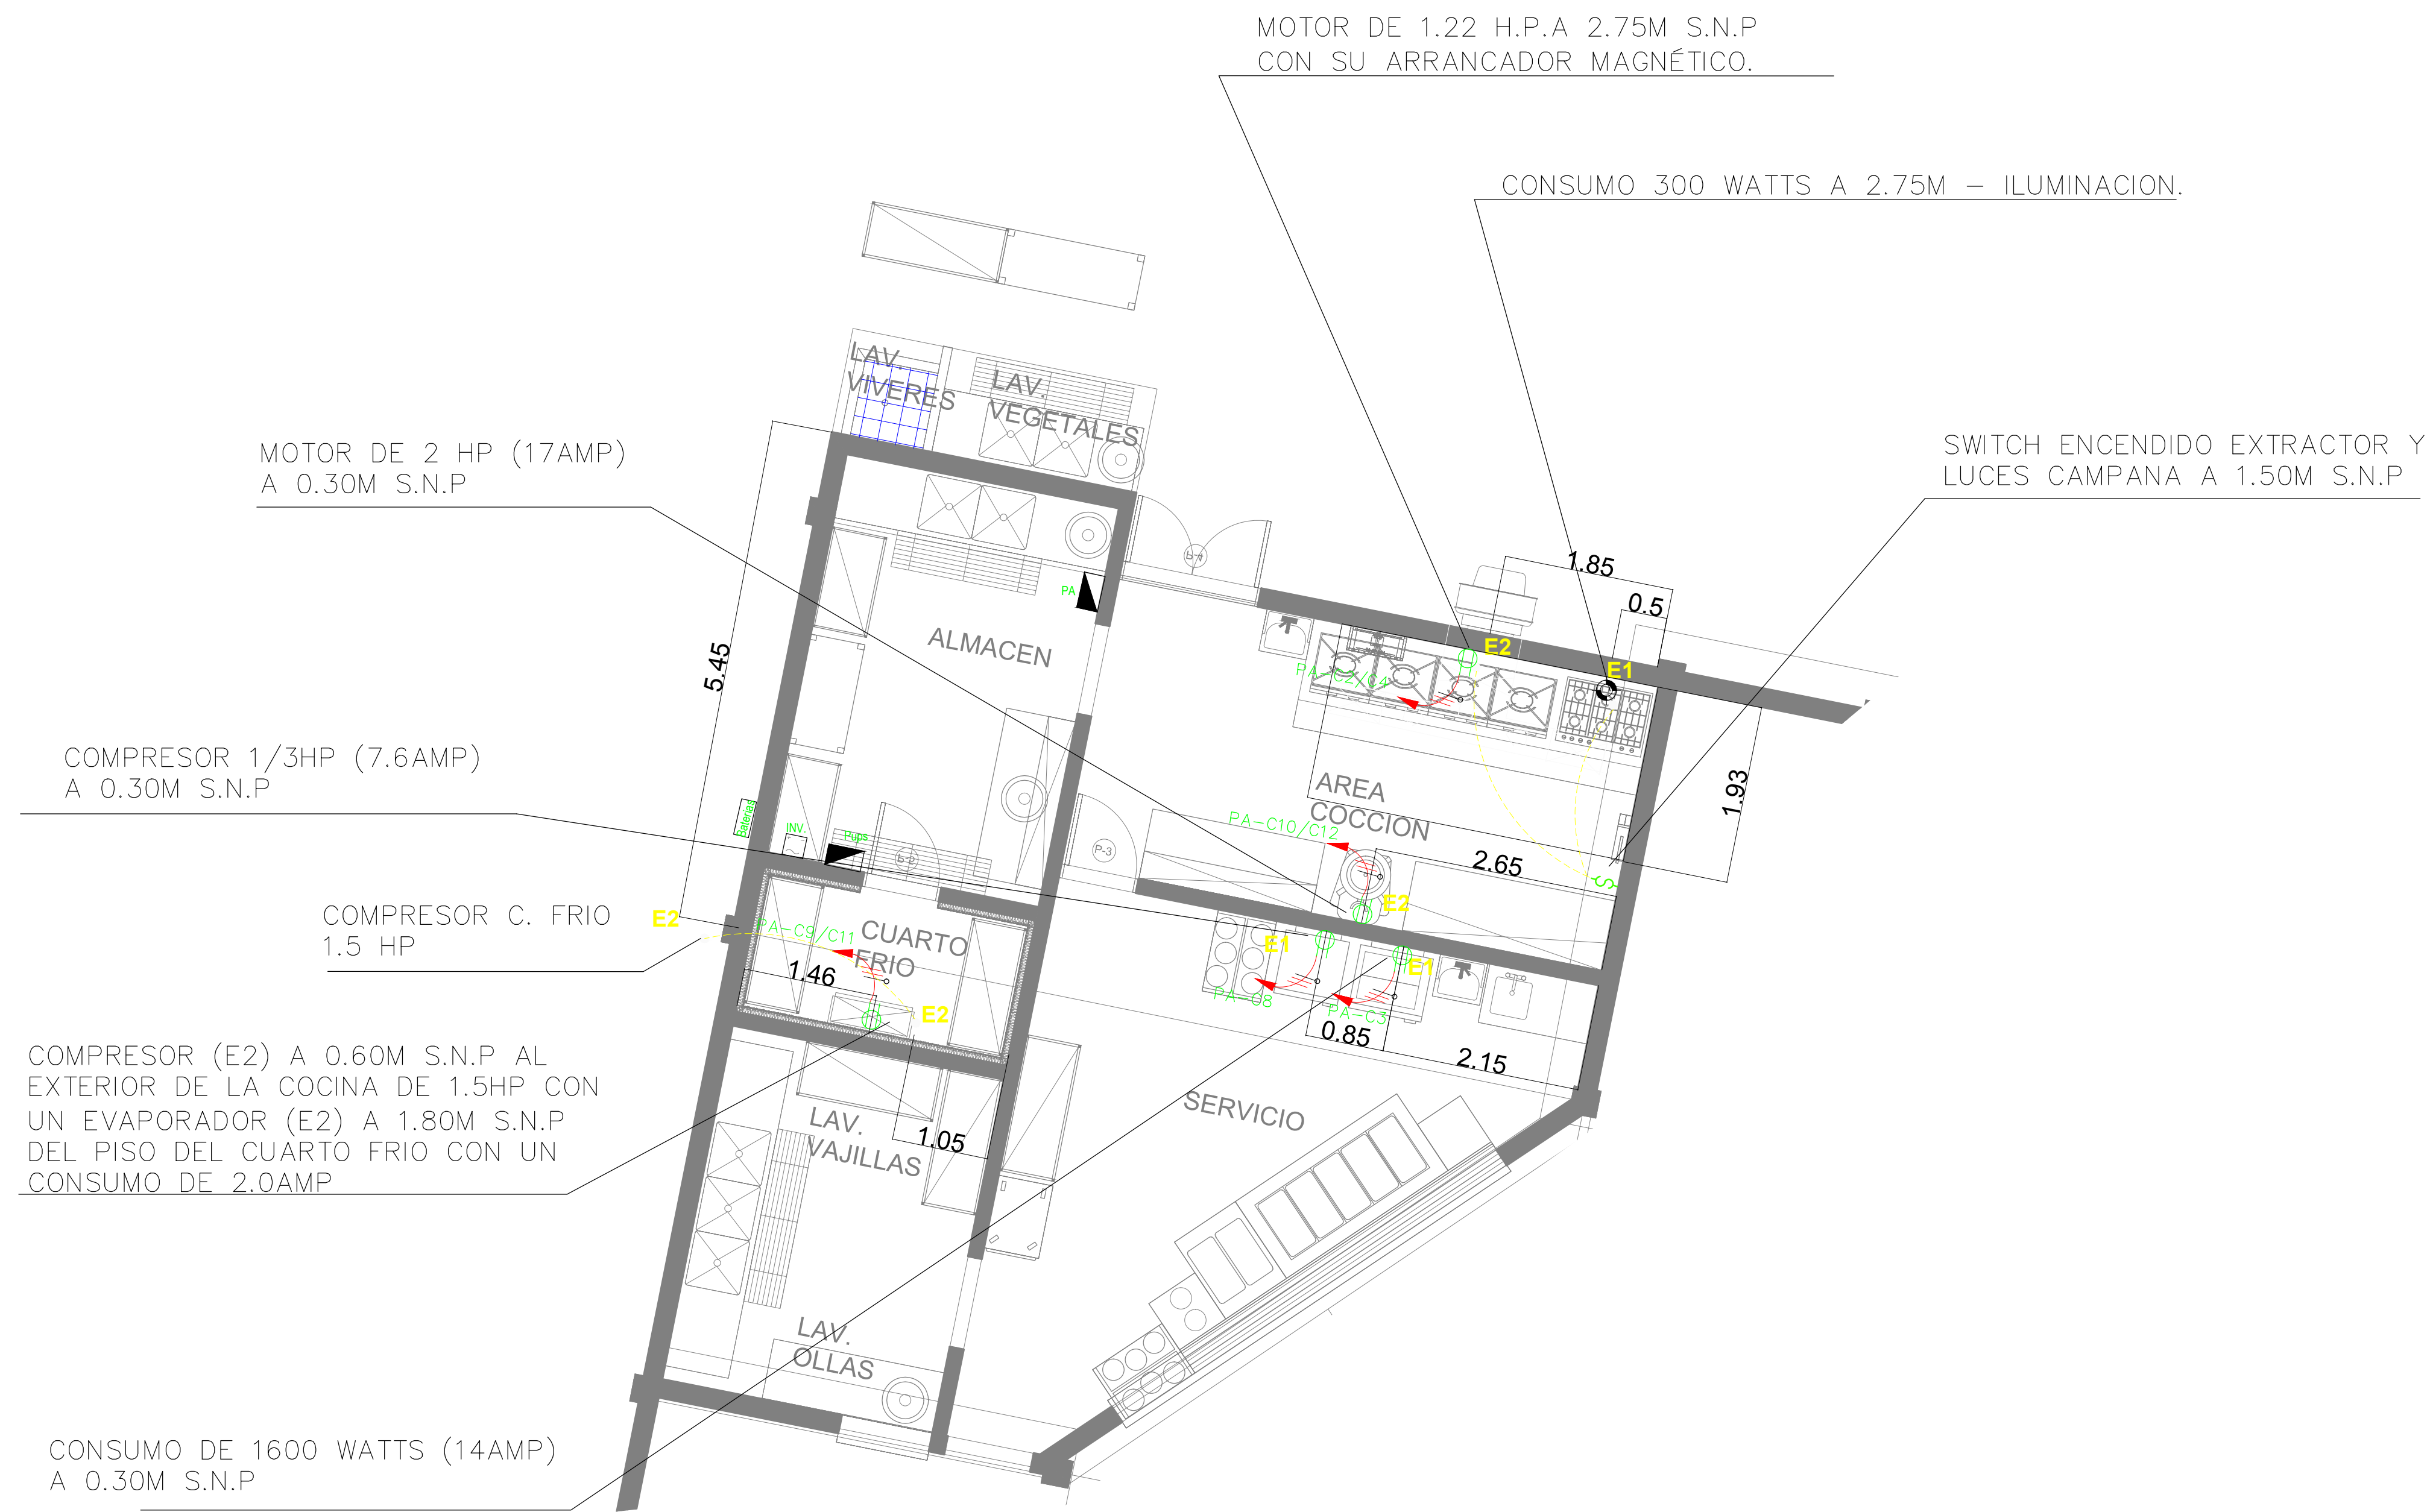 MOTOR DE 1.22 H.P.A 2.75M S.N.P
CON SU ARRANCADOR MAGNÉTICO.
CONSUMO 300 WATTS A 2.75M – ILUMINACION.
SWITCH ENCENDIDO EXTRACTOR Y
LUCES CAMPANA A 1.50M S.N.P
MOTOR DE 2 HP (17AMP)
A 0.30M S.N.P
COMPRESOR 1/3HP (7.6AMP)
A 0.30M S.N.P
COMPRESOR C. FRIO
1.5 HP
COMPRESOR (E2) A 0.60M S.N.P AL
EXTERIOR DE LA COCINA DE 1.5HP CON
UN EVAPORADOR (E2) A 1.80M S.N.P
DEL PISO DEL CUARTO FRIO CON UN
CONSUMO DE 2.0AMP
CONSUMO DE 1600 WATTS (14AMP)
A 0.30M S.N.P
LAV.
VIVERES
LAV.
VEGETALES
5.45
PA
ALMACEN
P-4
1.85
0.5
E2
E1
PA-C2/C4
AREA
COCCION
1.93
PA-C10/C12
2.65
S
E2
Baterias
INV.
Pups
P-2
P-3
E2
PA-C9/C11
CUARTO
FRIO
1.46
E2
E1
E1
PA-C8
PA-C3
0.85
2.15
SERVICIO
LAV.
VAJILLAS
1.05
LAV.
OLLAS